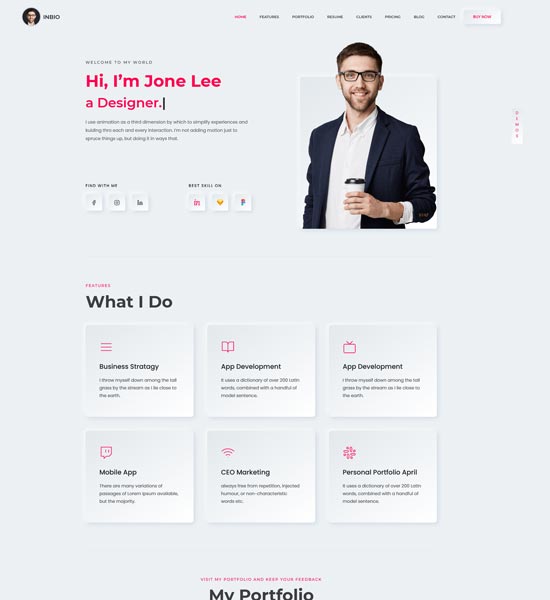 INBIO
HOME FEATURES PORTFOLIO RESUME CLIENTS PRICING BLOG CONTACT BUY NOW
WELCOME TO MY WORLD
Hi, I'm Jone Lee
a Designer.|
I use animation as a third dimension by which to simplify experiences and
kuiding thro each and every interaction. I'm not adding motion just to
spruce things up, but doing it in ways that.
DEMOS
FIND WITH ME
BEST SKILL ON
FEATURES
What I Do
Business Stratagy
I throw myself down among the tall
grass by the stream as I lie close to
the earth.
App Development
It uses a dictionary of over 200 Latin
words, combined with a handful of
model sentence.
App Development
I throw myself down among the tall
grass by the stream as I lie close to
the earth.
Mobile App
There are many variations of
passages of Lorem Ipsum available,
but the majority.
CEO Marketing
always free from repetition, injected
humour, or non-characteristic
words etc.
Personal Portfolio April
It uses a dictionary of over 200 Latin
words, combined with a handful of
model sentence.
VISIT MY PORTFOLIO AND KEEP YOUR FEEDBACK
My Portfolio